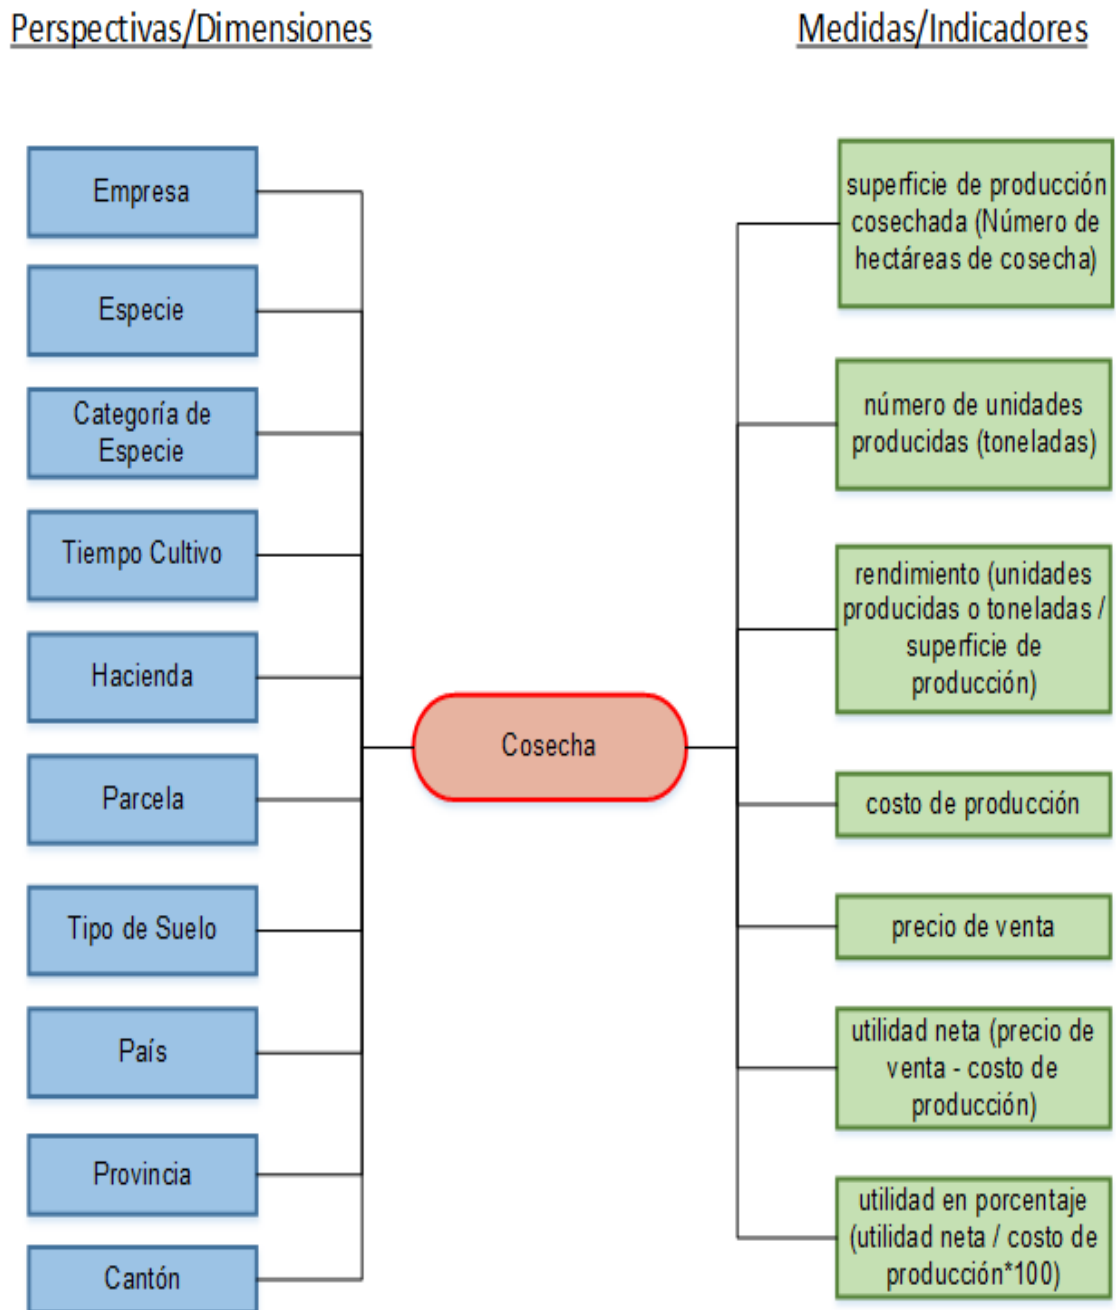 Perspectivas/Dimensiones
Medidas/Indicadores
Empresa
Especie
Categoría de
Especie
Tiempo Cultivo
Hacienda
Parcela
Tipo de Suelo
País
Provincia
Cantón
Cosecha
superficie de producción
cosechada (Número de
hectáreas de cosecha)
número de unidades
producidas (toneladas)
rendimiento (unidades
producidas o toneladas /
superficie de
producción)
costo de producción
precio de venta
utilidad neta (precio de
venta - costo de
producción)
utilidad en porcentaje
(utilidad neta / costo de
producción*100)